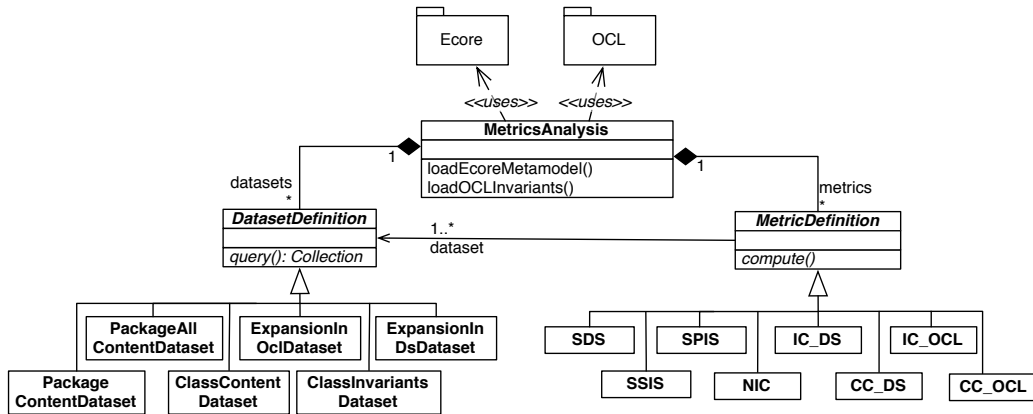 Ecore
OCL
<<uses>>
<<uses>>
MetricsAnalysis
loadEcoreMetamodel()
loadOCLInvariants()
1
1
datasets
*
metrics
*
DatasetDefinition
query(): Collection
1..*
dataset
MetricDefinition
compute()
PackageAll
ContentDataset
ExpansionIn
OclDataset
ExpansionIn
DsDataset
Package
ContentDataset
ClassContent
Dataset
ClassInvariants
Dataset
SDS
SPIS
IC_DS
IC_OCL
SSIS
NIC
CC_DS
CC_OCL